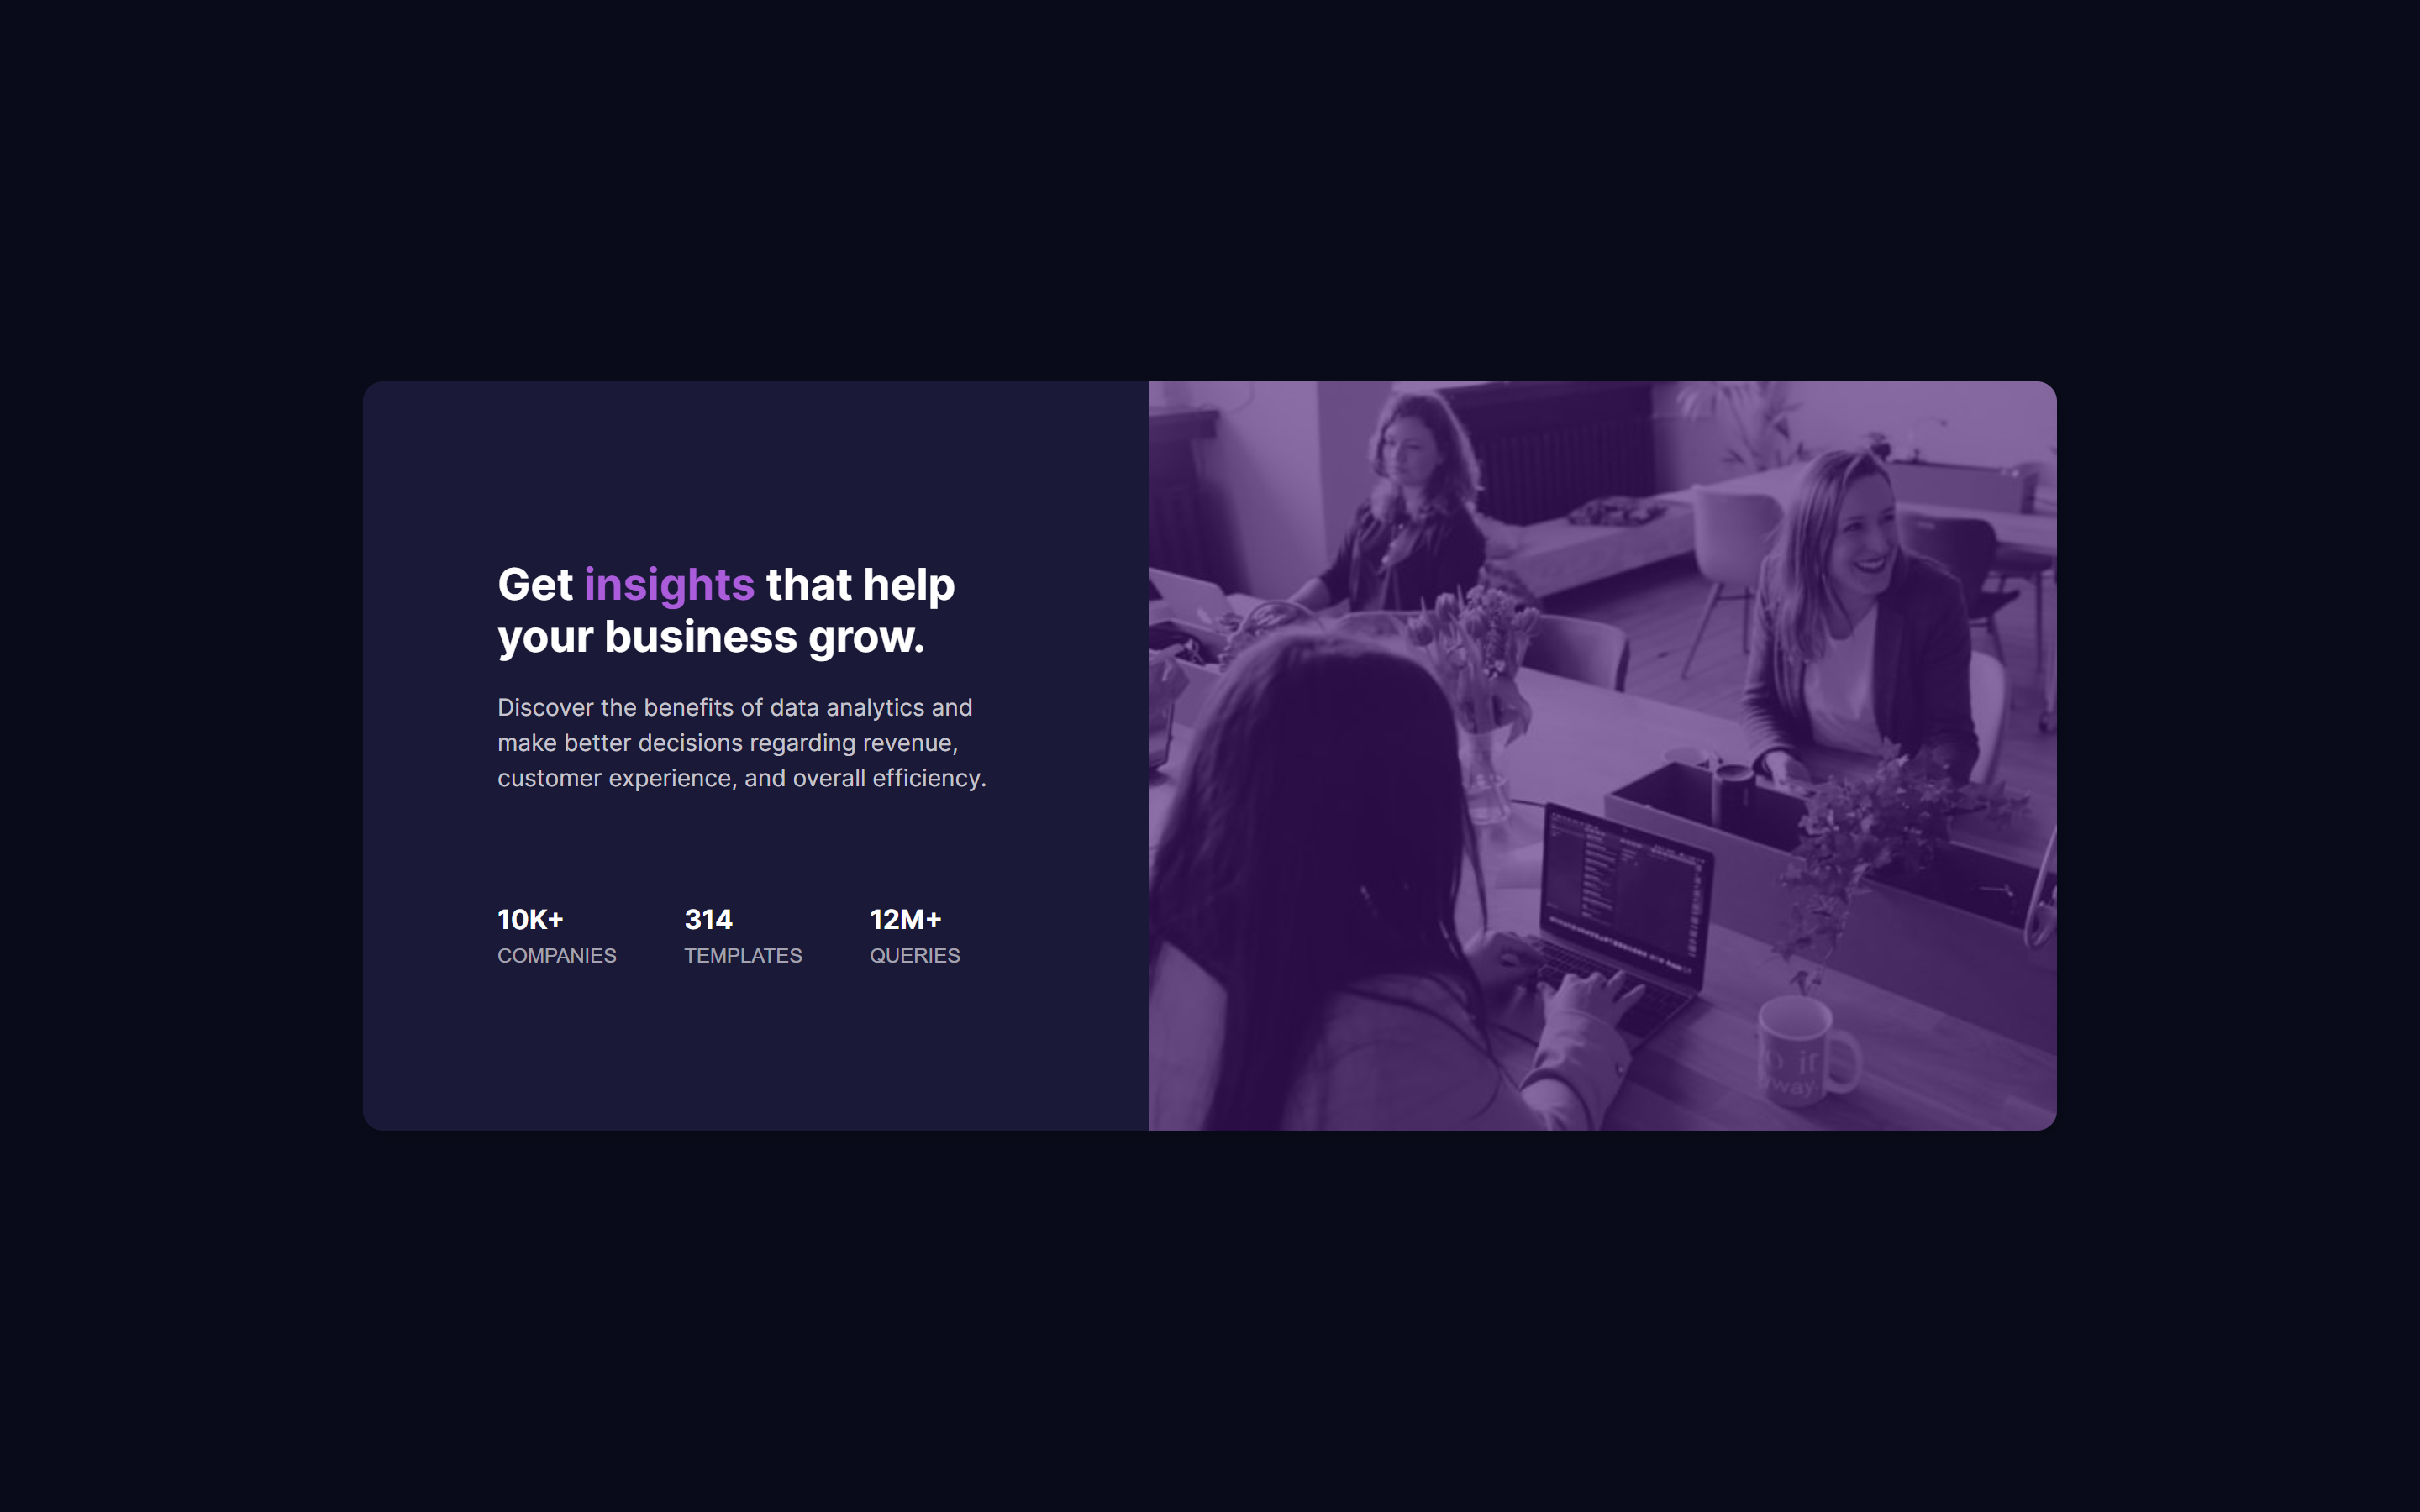 Get insights that help
your business grow.
Discover the benefits of data analytics and
make better decisions regarding revenue,
customer experience, and overall efficiency.
10K+ 314 12M+
COMPANIES TEMPLATES QUERIES
it